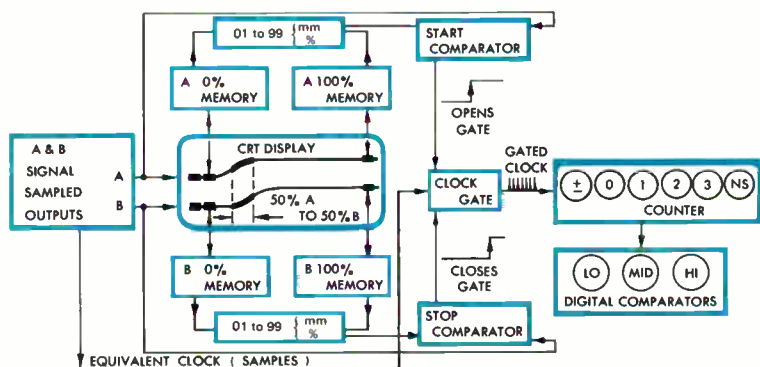 01 to 99 { mm
%
START
COMPARATOR
A 0%
MEMORY
A 100%
MEMORY
OPENS
GATE
A & B
SIGNAL
SAMPLED
OUTPUTS
A
B
CRT DISPLAY
50% A
TO 50% B
CLOCK
GATE
GATED
CLOCK
± 0 1 2 3 NS
COUNTER
B 0%
MEMORY
B 100%
MEMORY
CLOSES
GATE
LO MID HI
DIGITAL COMPARATORS
01 to 99 { mm
%
STOP
COMPARATOR
EQUIVALENT CLOCK ( SAMPLES )